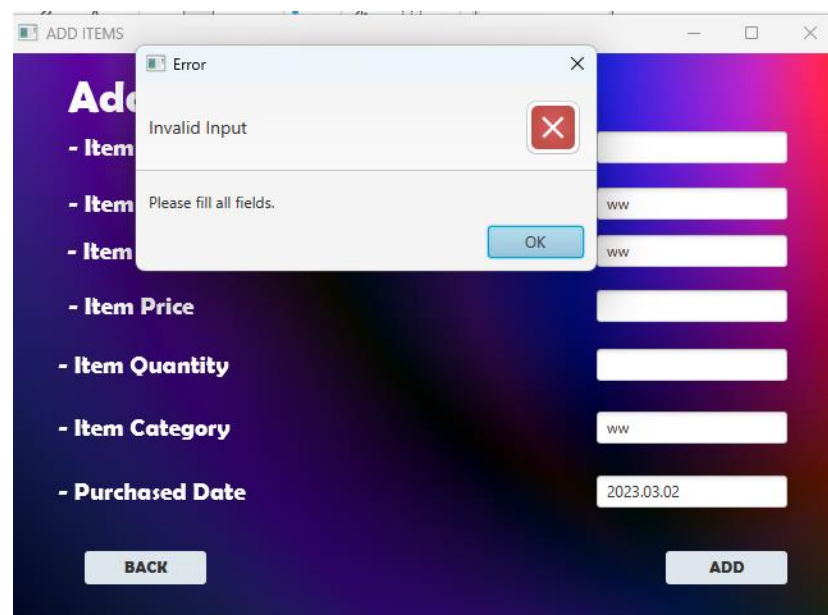 ADD ITEMS
Error
Ad
Invalid Input
- Item
- Item
ww
Please fill all fields.
OK
- Item
ww
- Item Price
- Item Quantity
- Item Category
ww
- Purchased Date
2023.03.02
BACK
ADD